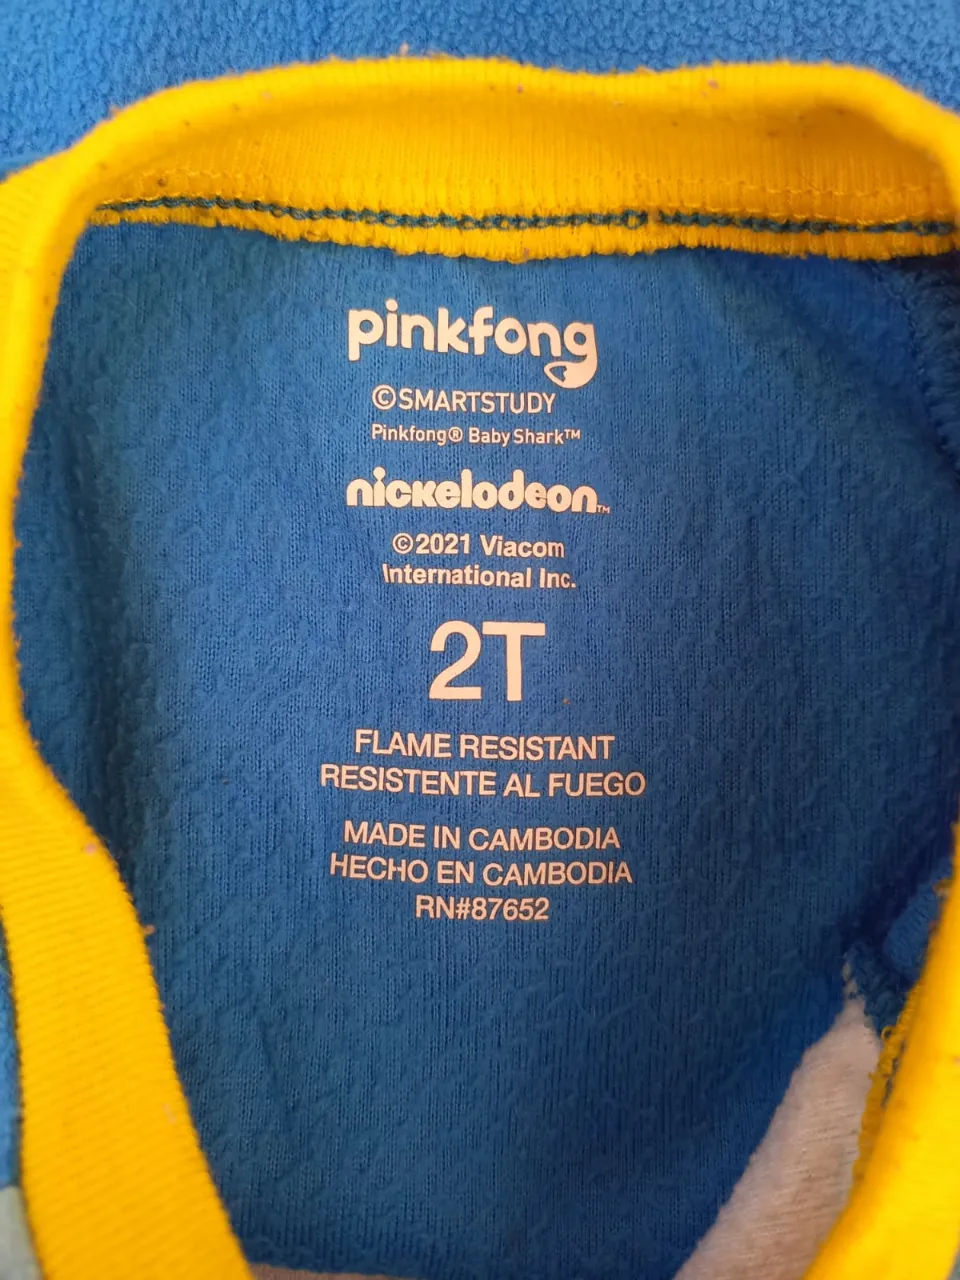 pinkfong
©SMARTSTUDY
Pinkfong® Baby Shark™
nickelodeon™
©2021 Viacom
International Inc.
2T
FLAME RESISTANT
RESISTENTE AL FUEGO
MADE IN CAMBODIA
HECHO EN CAMBODIA
RN#87652